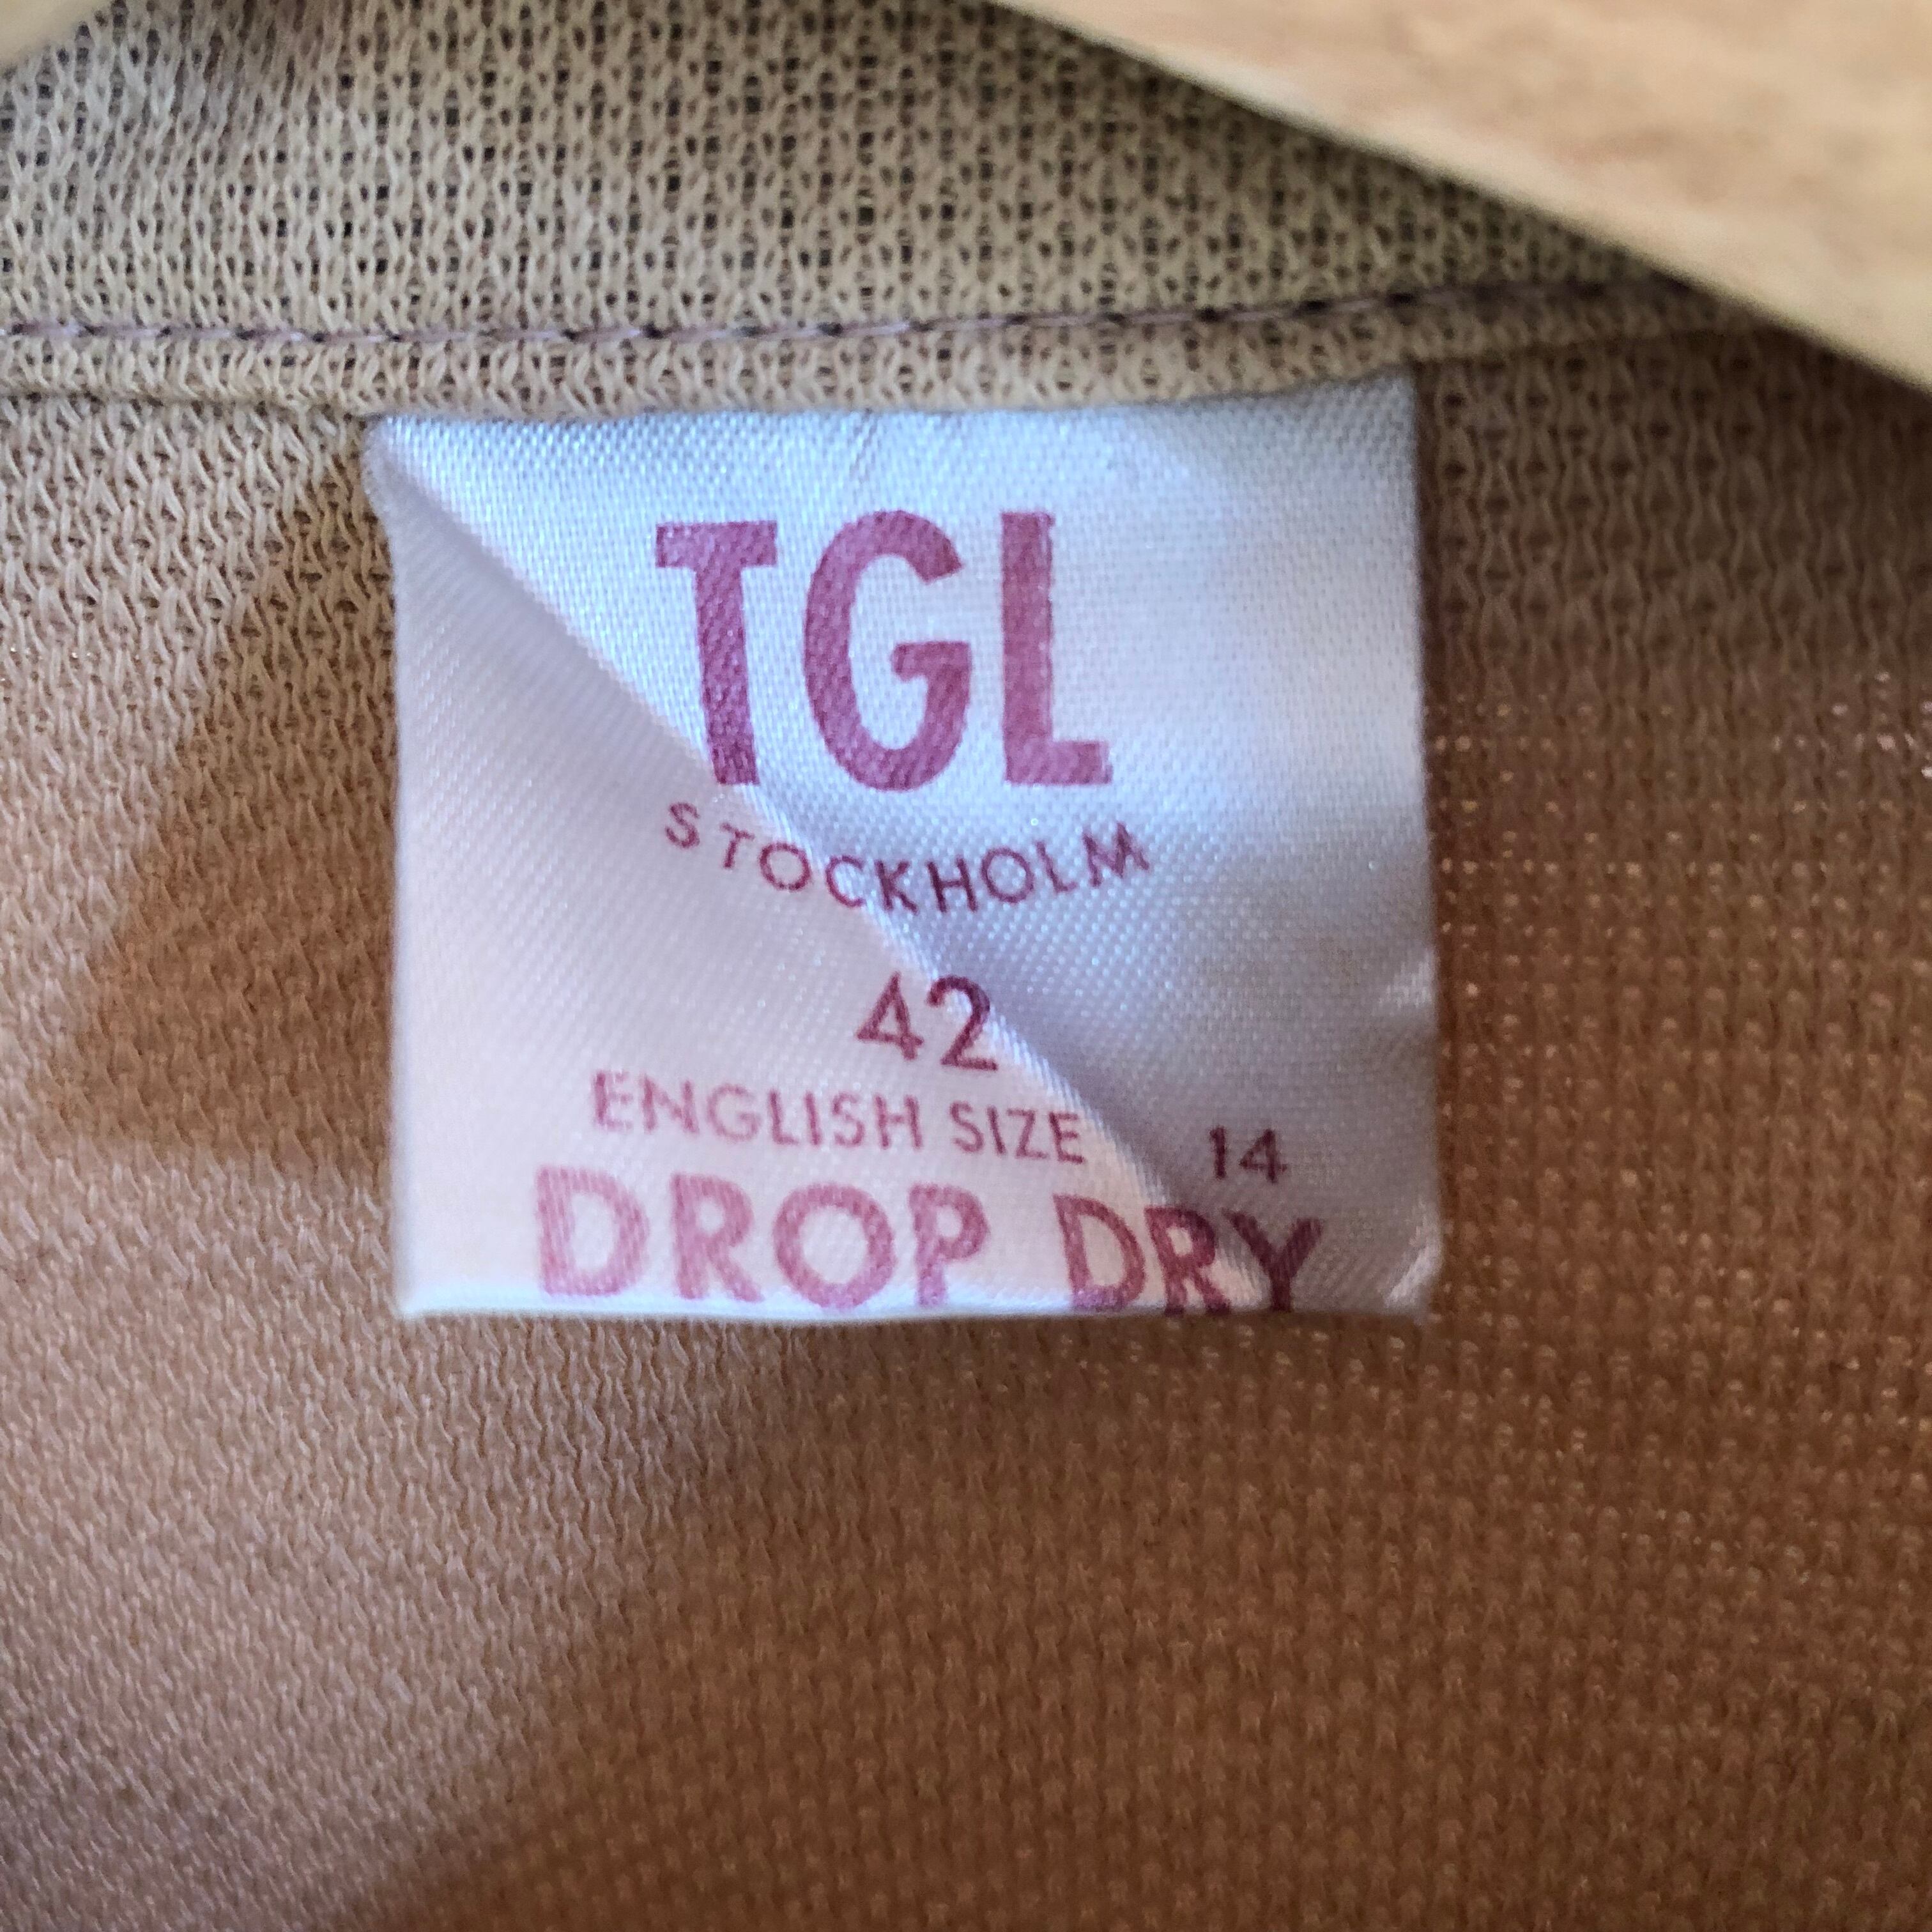 TGL
STOCKHOLM
42
ENGLISH SIZE 14
DROP DRY